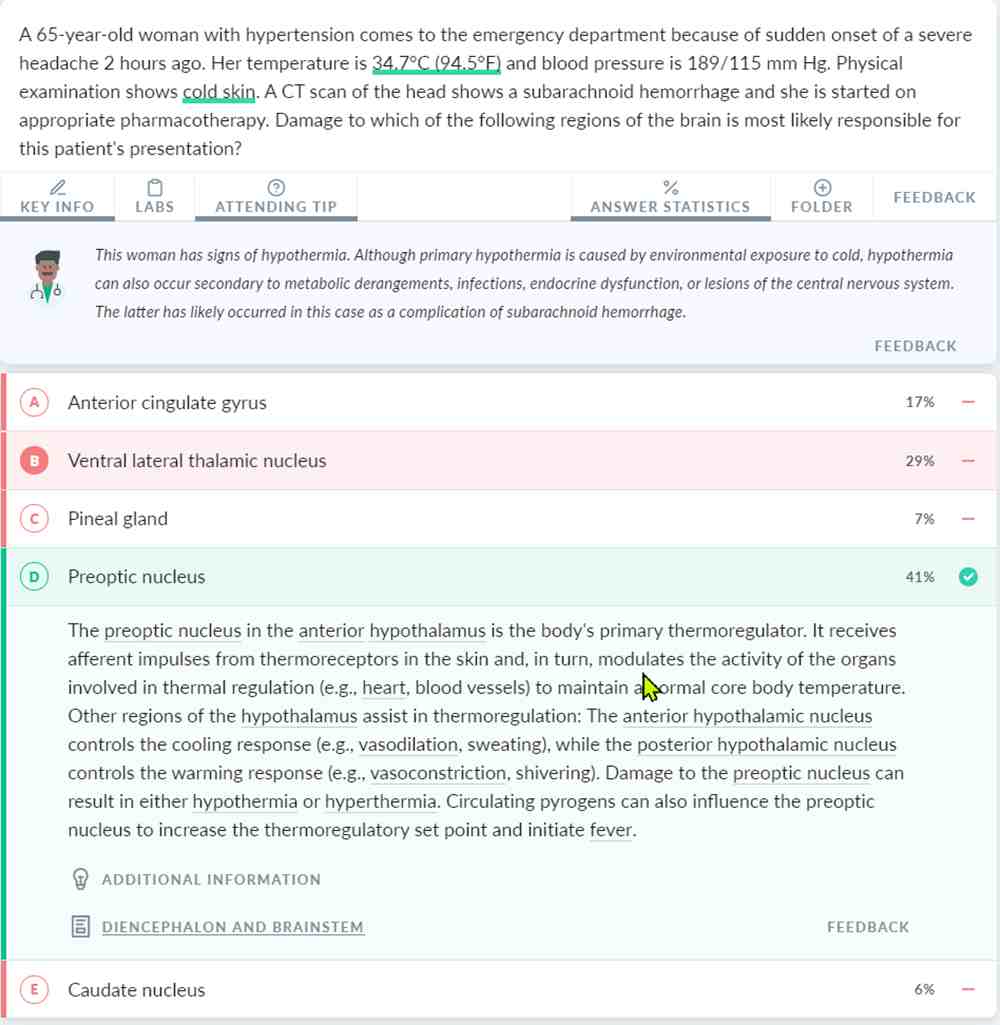 A 65-year-old woman with hypertension comes to the emergency department because of sudden onset of a severe
headache 2 hours ago. Her temperature is 34.7°C (94.5°F) and blood pressure is 189/115 mm Hg. Physical
examination shows cold skin. A CT scan of the head shows a subarachnoid hemorrhage and she is started on
appropriate pharmacotherapy. Damage to which of the following regions of the brain is most likely responsible for
this patient's presentation?
KEY INFO LABS ATTENDING TIP % ANSWER STATISTICS FOLDER FEEDBACK
This woman has signs of hypothermia. Although primary hypothermia is caused by environmental exposure to cold, hypothermia
can also occur secondary to metabolic derangements, infections, endocrine dysfunction, or lesions of the central nervous system.
The latter has likely occurred in this case as a complication of subarachnoid hemorrhage.
FEEDBACK
A Anterior cingulate gyrus 17%
B Ventral lateral thalamic nucleus 29%
C Pineal gland 7%
D Preoptic nucleus 41%
The preoptic nucleus in the anterior hypothalamus is the body's primary thermoregulator. It receives
afferent impulses from thermoreceptors in the skin and, in turn, modulates the activity of the organs
involved in thermal regulation (e.g., heart, blood vessels) to maintain a normal core body temperature.
Other regions of the hypothalamus assist in thermoregulation: The anterior hypothalamic nucleus
controls the cooling response (e.g., vasodilation, sweating), while the posterior hypothalamic nucleus
controls the warming response (e.g., vasoconstriction, shivering). Damage to the preoptic nucleus can
result in either hypothermia or hyperthermia. Circulating pyrogens can also influence the preoptic
nucleus to increase the thermoregulatory set point and initiate fever.
ADDITIONAL INFORMATION
DIENCEPHALON AND BRAINSTEM FEEDBACK
E Caudate nucleus 6%